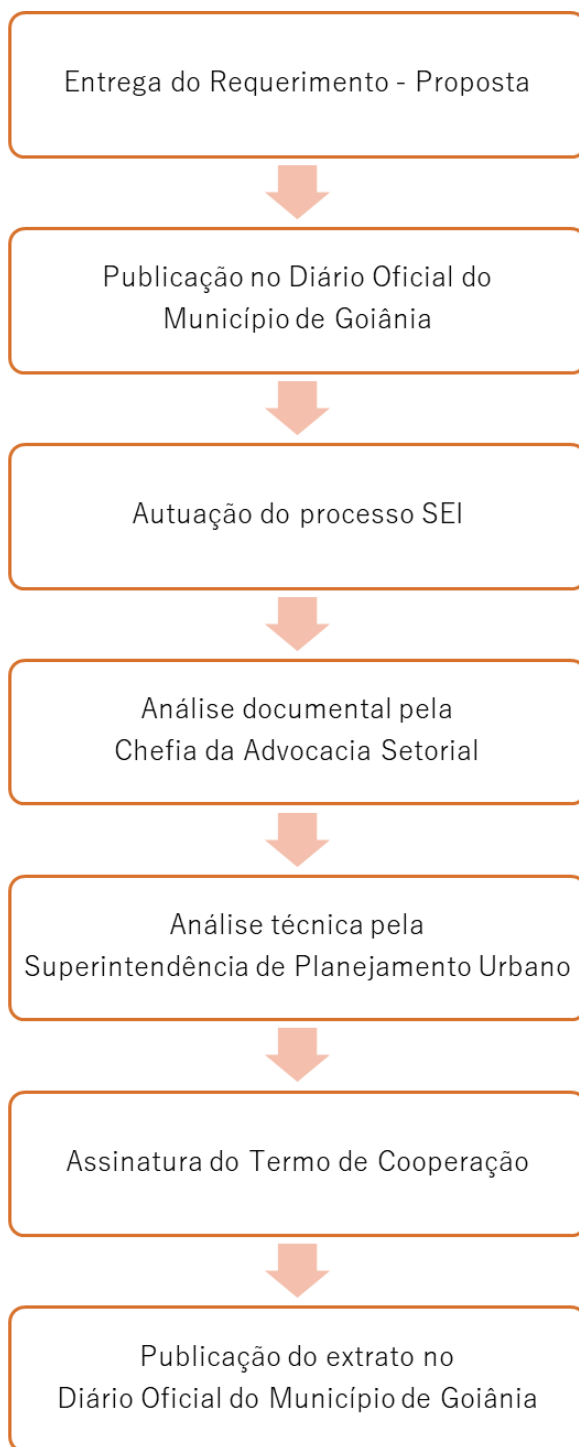 Entrega do Requerimento - Proposta
Publicação no Diário Oficial do
Município de Goiânia
Autuação do processo SEI
Análise documental pela
Chefia da Advocacia Setorial
Análise técnica pela
Superintendência de Planejamento Urbano
Assinatura do Termo de Cooperação
Publicação do extrato no
Diário Oficial do Município de Goiânia